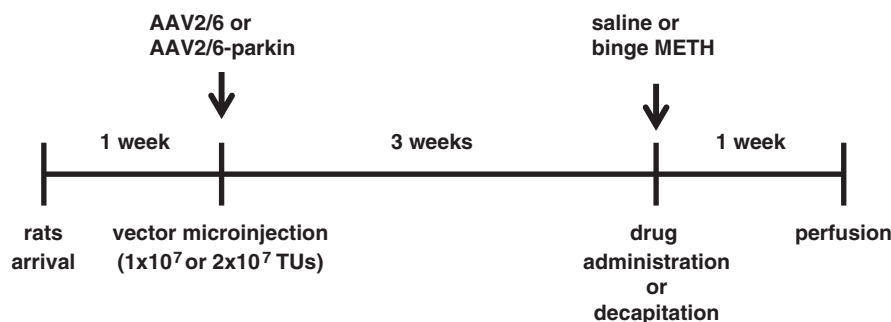 AAV2/6 or
AAV2/6-parkin
saline or
binge METH
1 week
3 weeks
1 week
rats
arrival
vector microinjection
(1x10⁷ or 2x10⁷ TUs)
drug
administration
or
decapitation
perfusion